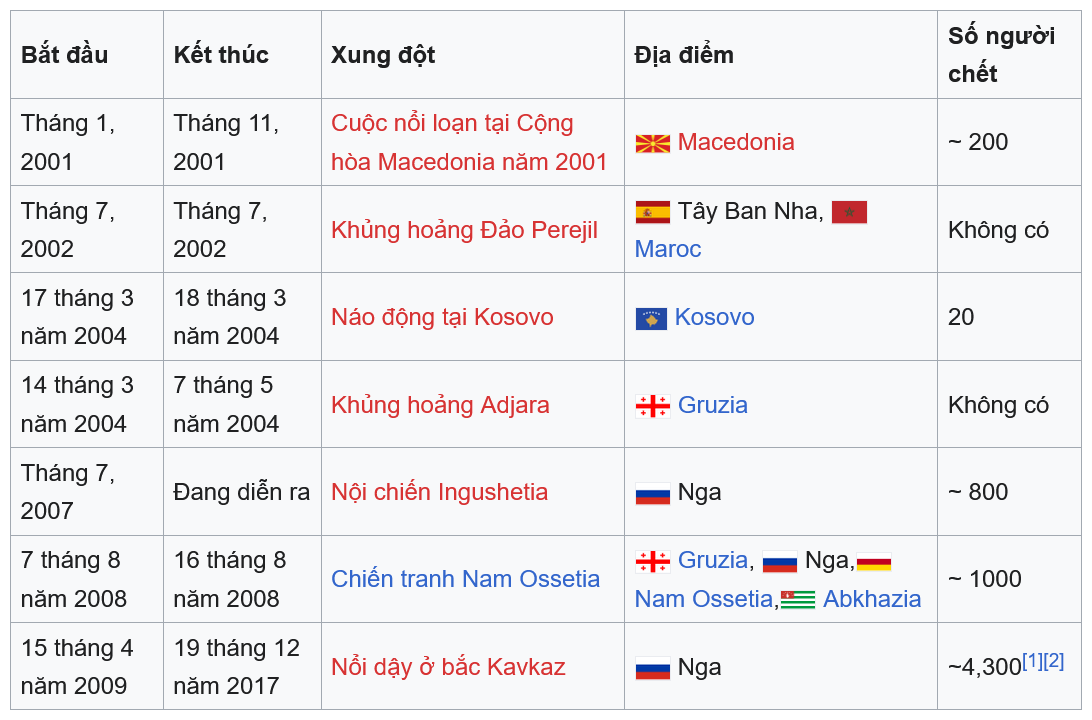 Bắt đầu Kết thúc Xung đột Địa điểm Số người
chết
Tháng 1,
2001
Tháng 11,
2001
Cuộc nổi loạn tại Cộng
hòa Macedonia năm 2001
Macedonia
~ 200
Tháng 7,
2002
Tháng 7,
2002
Khủng hoảng Đảo Perejil
Tây Ban Nha,
Maroc
Không có
17 tháng 3
năm 2004
18 tháng 3
năm 2004
Náo động tại Kosovo
Kosovo
20
14 tháng 3
năm 2004
7 tháng 5
năm 2004
Khủng hoảng Adjara
Gruzia
Không có
Tháng 7,
2007
Đang diễn ra
Nội chiến Ingushetia
Nga
~ 800
7 tháng 8
năm 2008
16 tháng 8
năm 2008
Chiến tranh Nam Ossetia
Gruzia, Nga,
Nam Ossetia, Abkhazia
~ 1000
15 tháng 4
năm 2009
19 tháng 12
năm 2017
Nổi dậy ở bắc Kavkaz
Nga
~4,300[1][2]